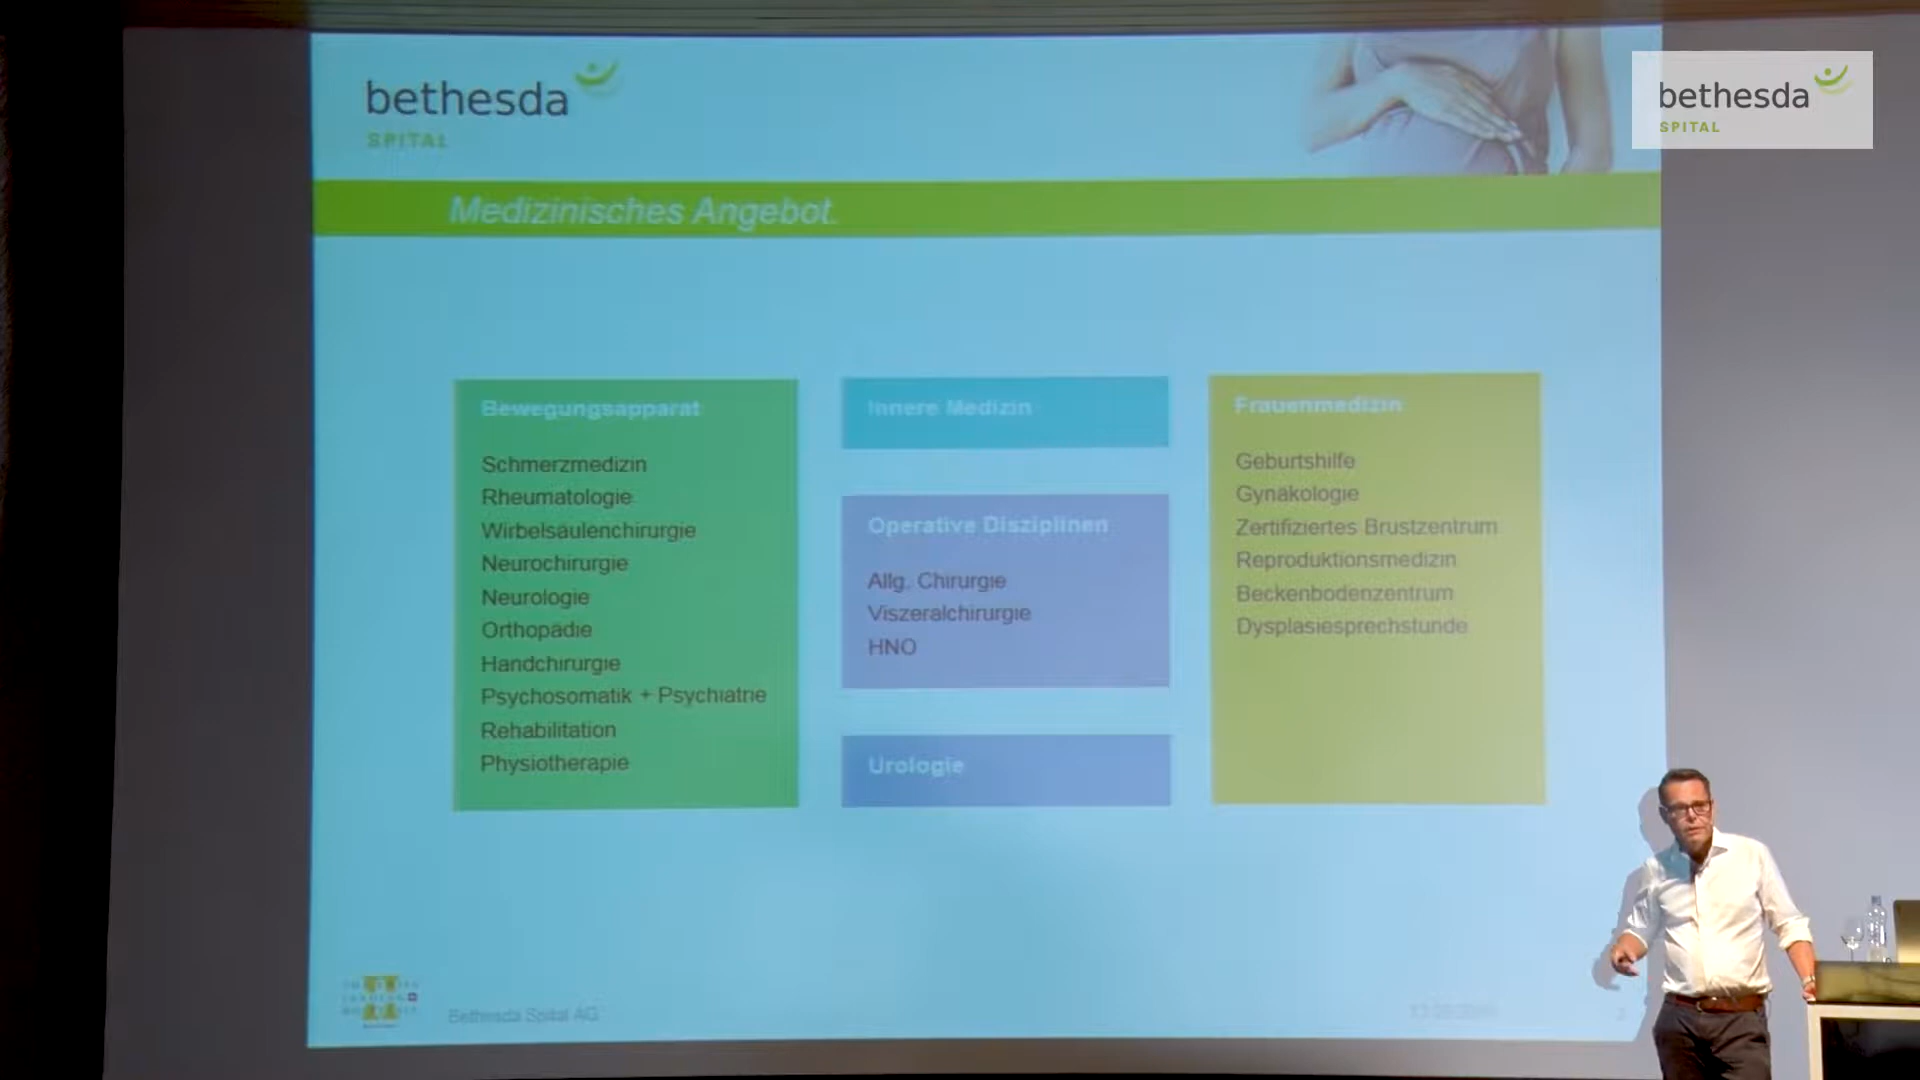 bethesda
SPITAL
bethesda
SPITAL
Medizinisches Angebot
Bewegungsapparat
Schmerzmedizin
Rheumatologie
Wirbelsäulenchirurgie
Neurochirurgie
Neurologie
Orthopädie
Handchirurgie
Psychosomatik + Psychiatrie
Rehabilitation
Physiotherapie
Innere Medizin
Operative Disziplinen
Allg. Chirurgie
Viszeralchirurgie
HNO
Urologie
Frauenmedizin
Geburtshilfe
Gynäkologie
Zertifiziertes Brustzentrum
Reproduktionsmedizin
Beckenbodenzentrum
Dysplasiesprechstunde
Bethesda Spital AG